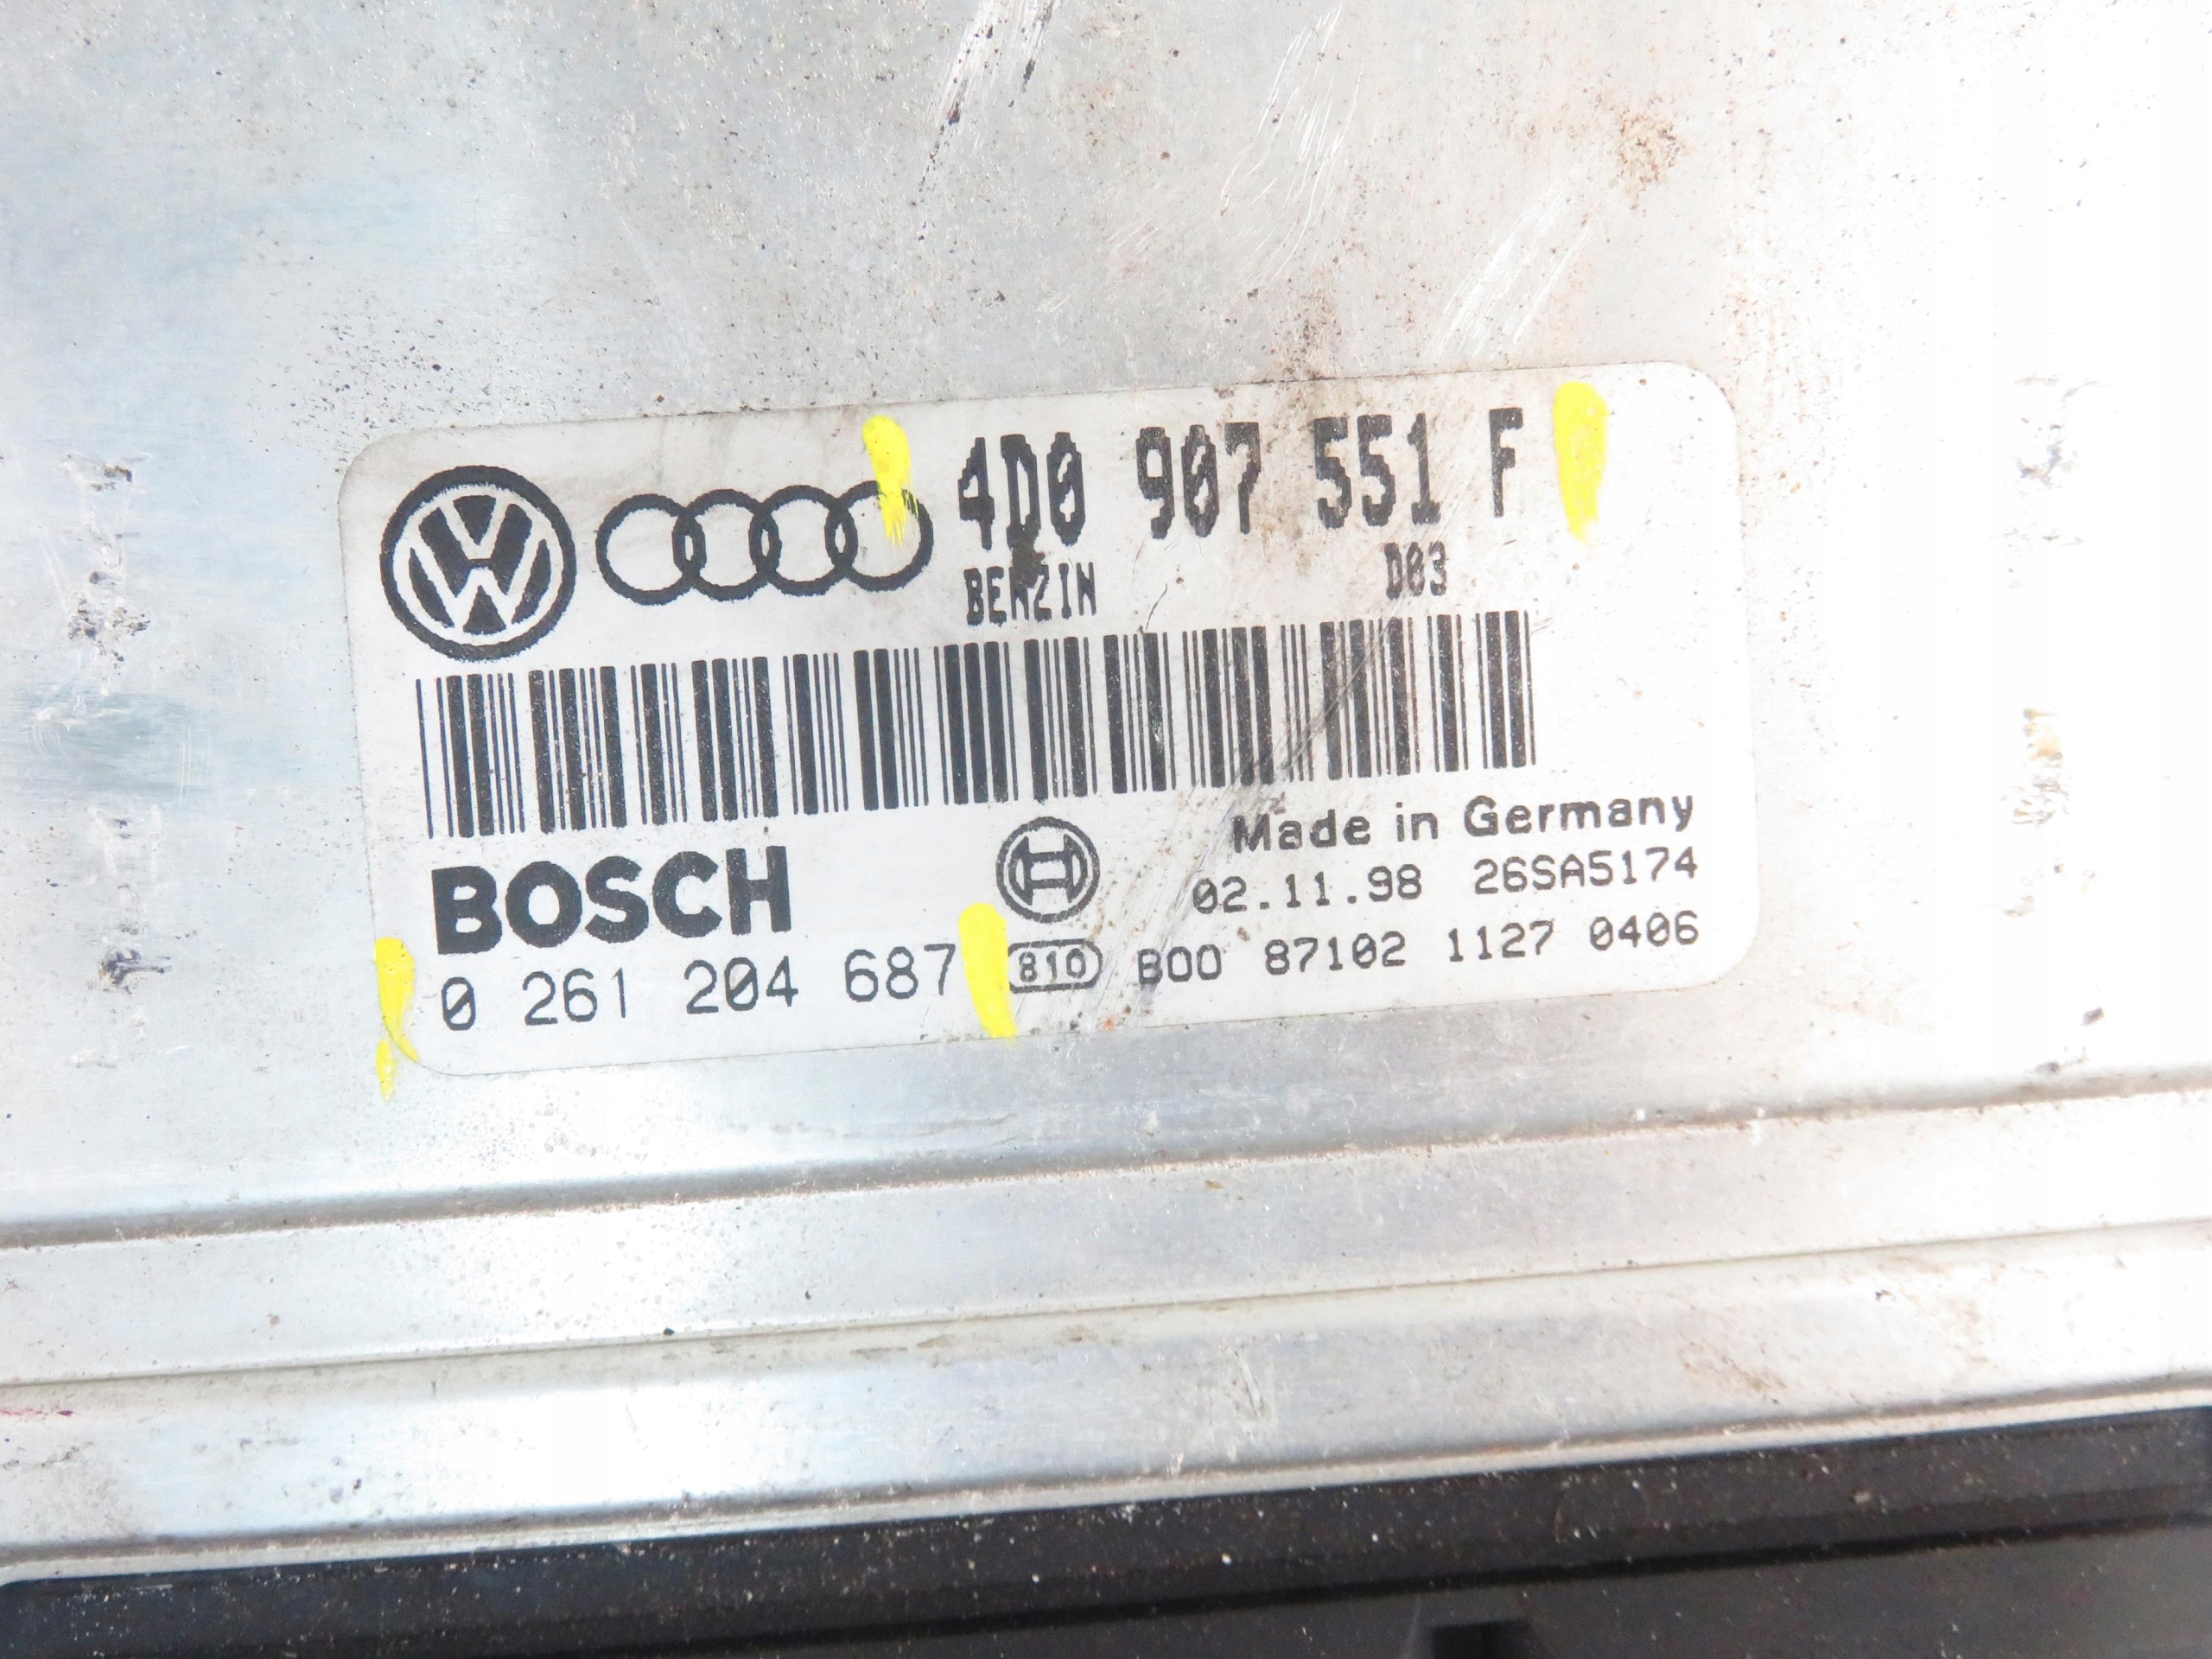 4D0 907 551 F
BENZIN D03
Made in Germany
BOSCH 02.11.98 26SA5174
0 261 204 687 810 B00 87102 1127 0406